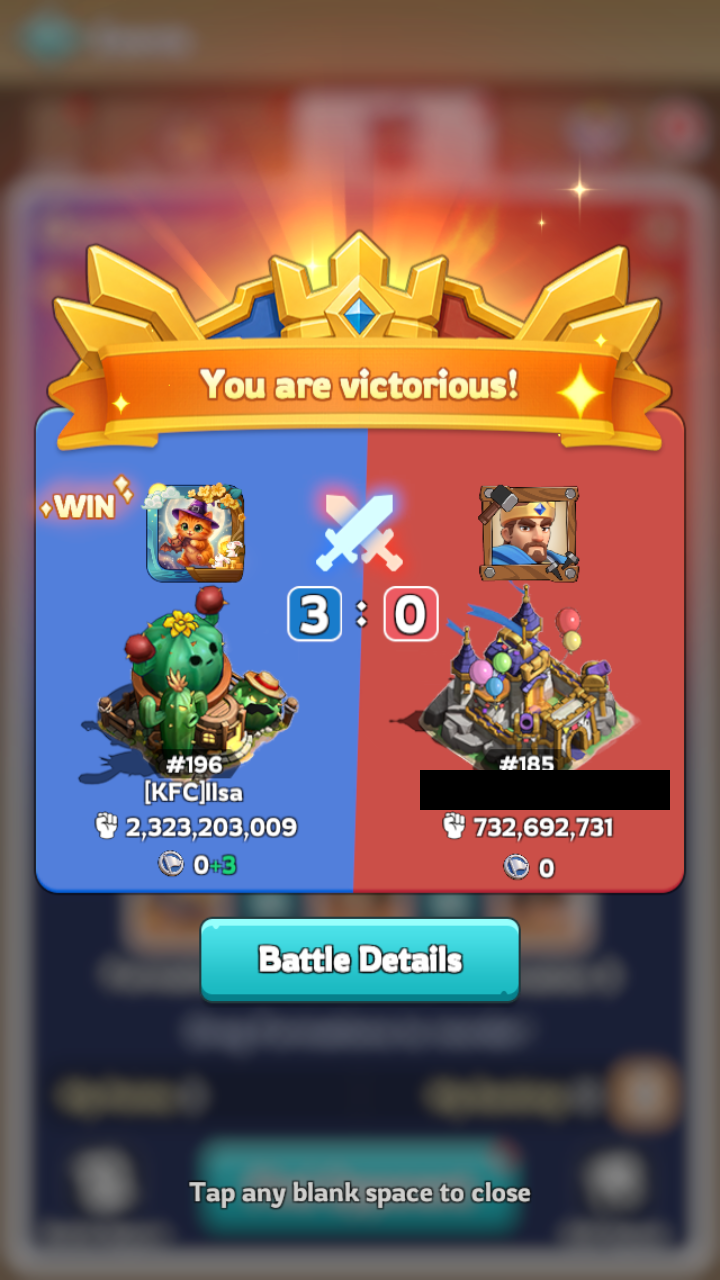 You are victorious!
WIN
3 : 0
#196
#185
[KFC]Ilsa
2,323,203,009
732,692,731
0+3
0
Battle Details
Tap any blank space to close